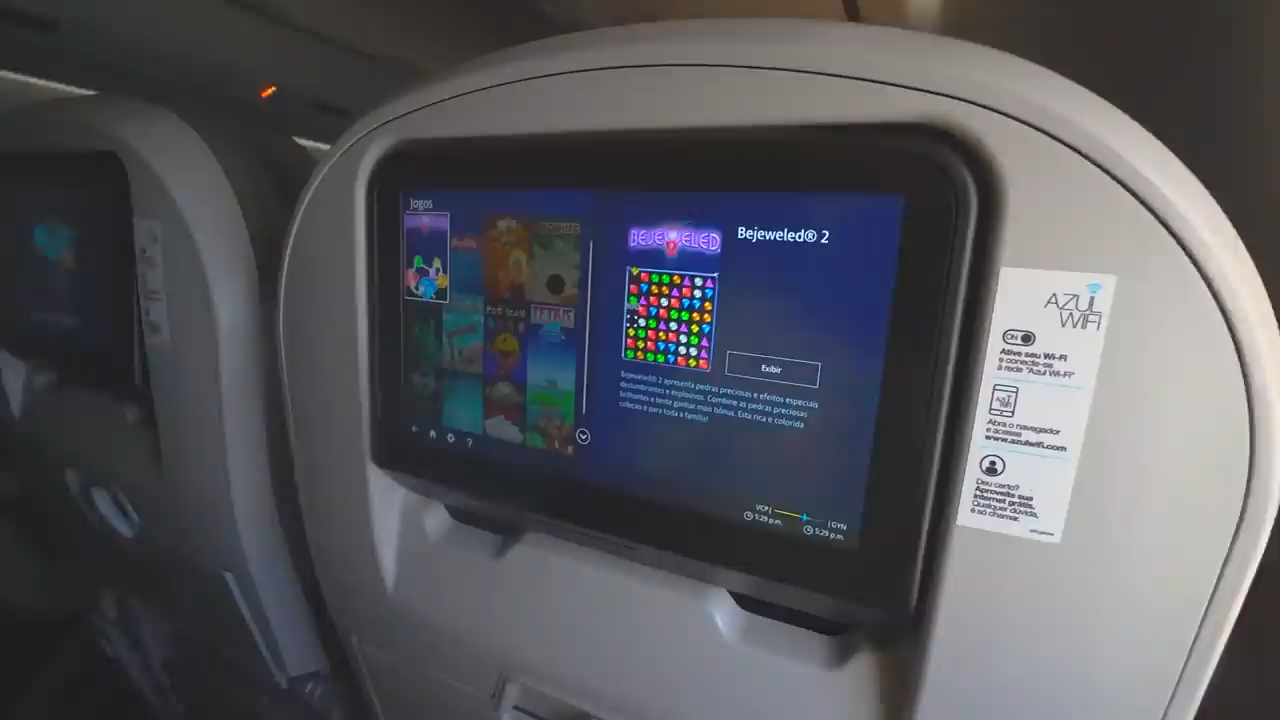 Jogos
BEJEWELED
2
Bejeweled® 2
TETRIS
Exibir
Bejeweled® 2 apresenta pedras preciosas e efeitos especiais
deslumbrantes e explosivos. Combine as pedras preciosas
brilhantes e tente ganhar mais bônus. Esta rica e colorida
coleção é para toda a família!
?
VCP
GYN
5:29 p.m.
5:29 p.m.
AZUL
WIFI
ON
Ative seu Wi-Fi
e conecte-se
à rede "Azul Wi-Fi"
Abra o navegador
e acesse
www.azulwifi.com
Deu certo?
Aproveite sua
internet grátis.
Qualquer dúvida,
é só chamar.